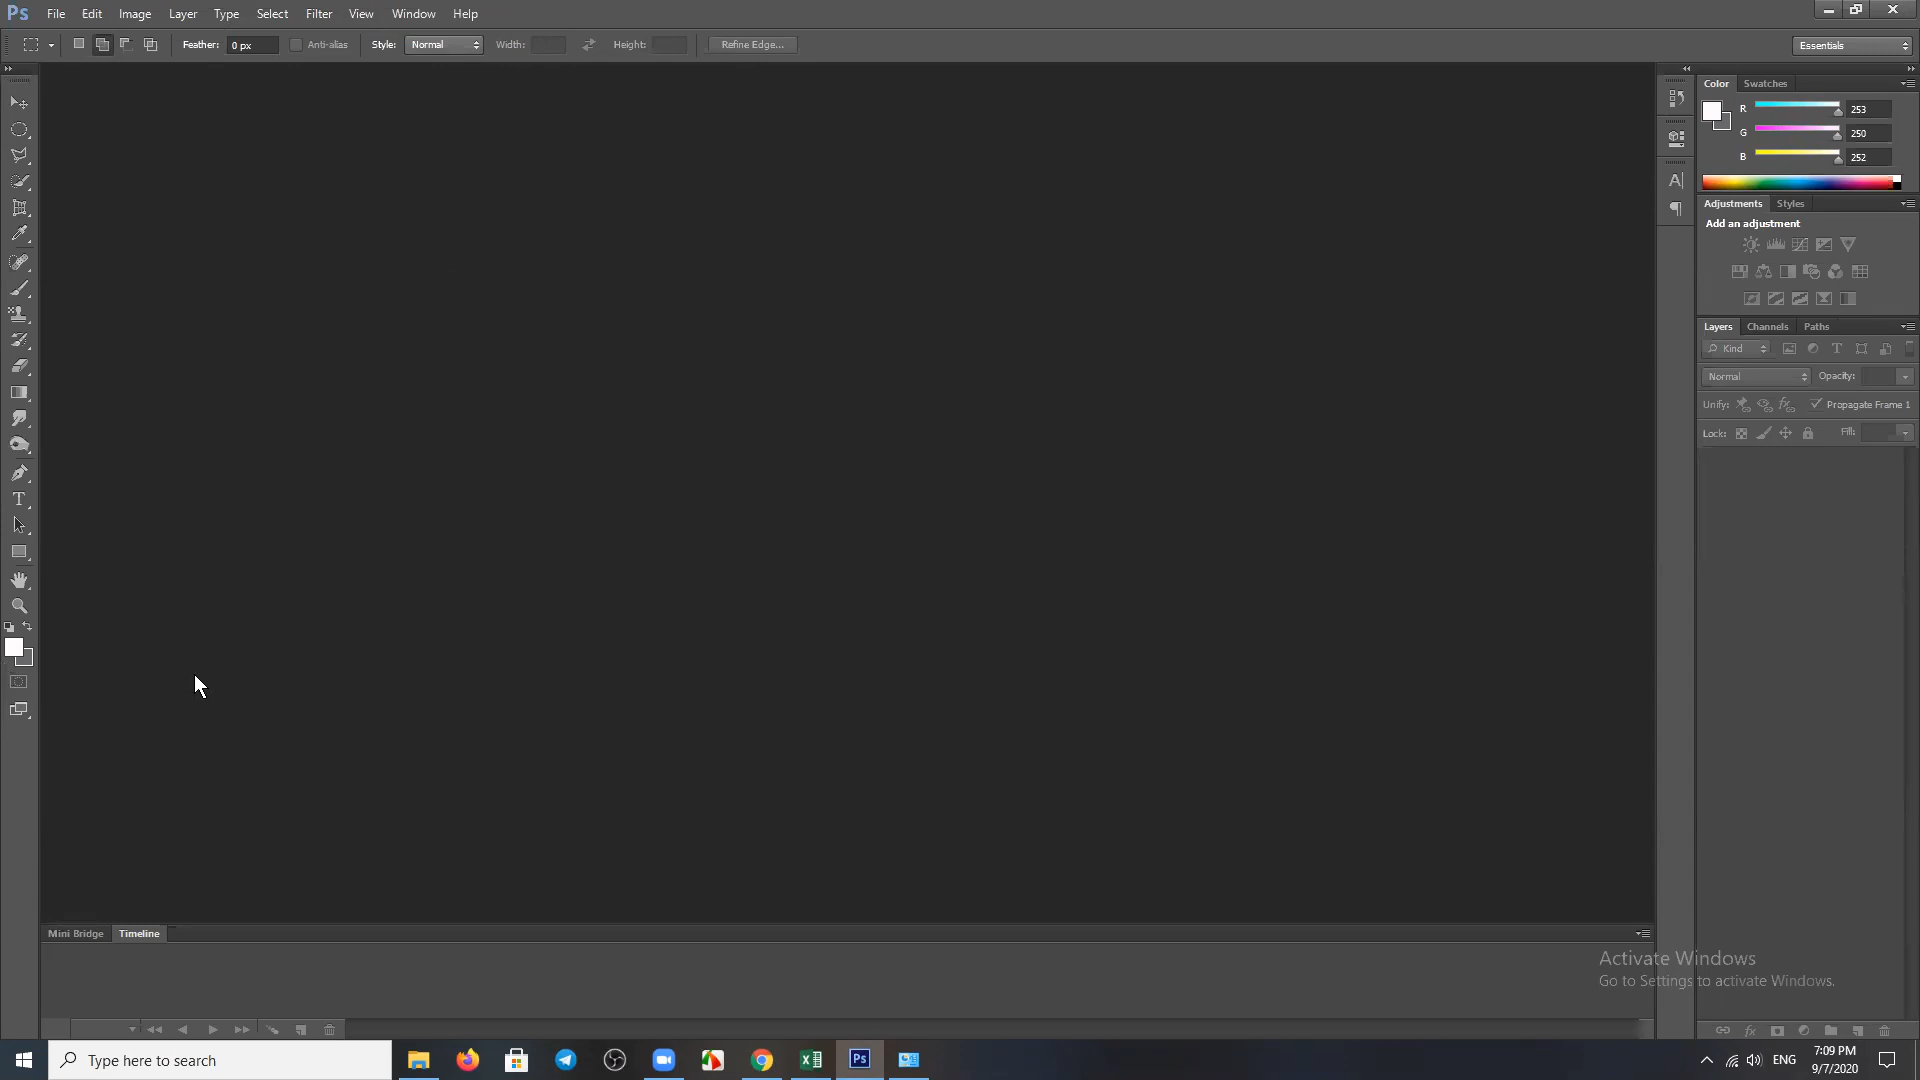 Ps File Edit Image Layer Type Select Filter View Window Help
Feather: 0 px Anti-alias Style: Normal Width: Height: Refine Edge... Essentials
Color Swatches
R 253
G 250
B 252
Adjustments Styles
Add an adjustment
Layers Channels Paths
Kind
Normal Opacity:
Unify: Propagate Frame 1
Lock: Fill:
Mini Bridge Timeline
Activate Windows
Go to Settings to activate Windows.
Type here to search
Ps
ENG
7:09 PM
9/7/2020